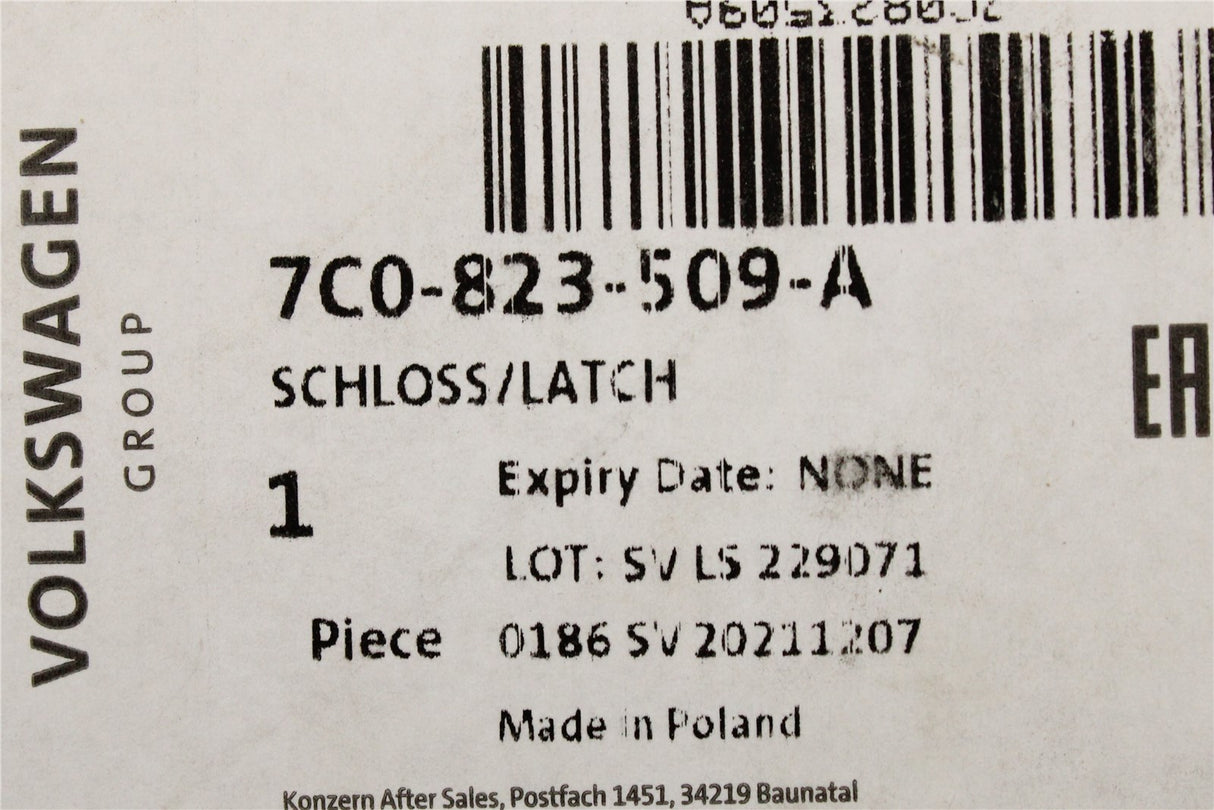 VOLKSWAGEN
GROUP
7C0-823-509-A
SCHLOSS/LATCH
1
Expiry Date: NONE
LOT: SV LS 229071
Piece 0186 SV 20211207
Made in Poland
Konzern After Sales, Postfach 1451, 34219 Baunatal